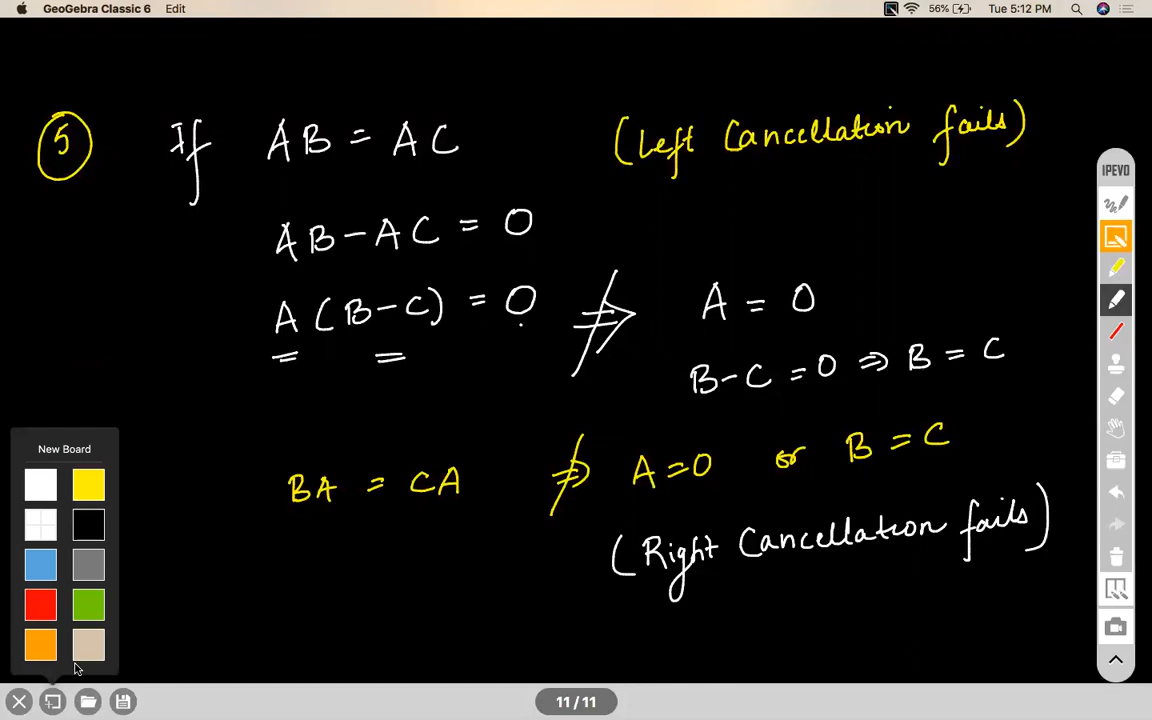 GeoGebra Classic 6 Edit 56% Tue 5:12 PM
5 If AB = AC (Left Cancellation fails)
AB - AC = 0
A (B - C) = 0 ⇏ A = 0
B - C = 0 ⇒ B = C
BA = CA ⇏ A = 0 or B = C
(Right Cancellation fails)
IPEVO
New Board
11 / 11